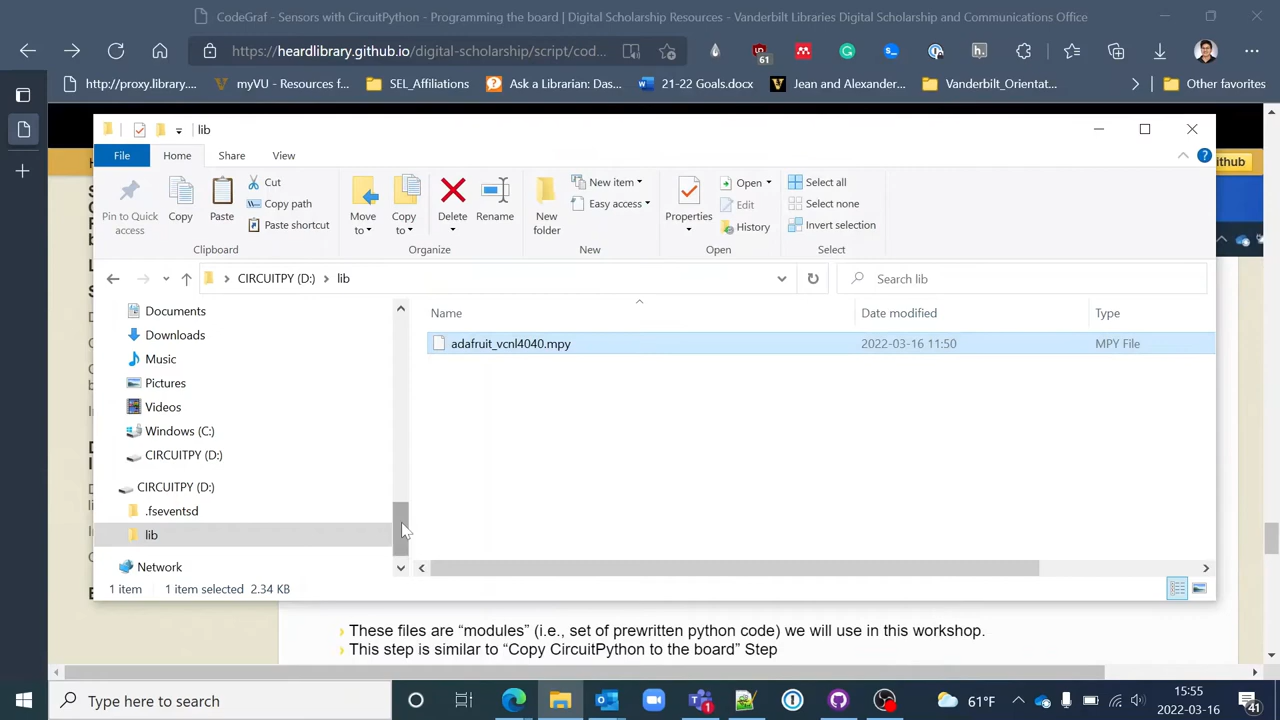 CodeGraf - Sensors with CircuitPython - Programming the board | Digital Scholarship Resources - Vanderbilt Libraries Digital Scholarship and Communications Office
https://heardlibrary.github.io/digital-scholarship/script/cod...
61
http://proxy.library....
myVU - Resources f...
SEL_Affiliations
Ask a Librarian: Das...
21-22 Goals.docx
Jean and Alexander...
Vanderbilt_Orientat...
Other favorites
lib
File
Home
Share
View
ithub
Pin to Quick access
Copy
Paste
Cut
Copy path
Paste shortcut
Move to
Copy to
Delete
Rename
New folder
New item
Easy access
Properties
Open
Edit
History
Select all
Select none
Invert selection
Clipboard
Organize
New
Open
Select
CIRCUITPY (D:)
lib
Search lib
Name
Date modified
Type
adafruit_vcnl4040.mpy
2022-03-16 11:50
MPY File
Documents
Downloads
Music
Pictures
Videos
Windows (C:)
CIRCUITPY (D:)
CIRCUITPY (D:)
.fseventsd
lib
Network
1 item
1 item selected
2.34 KB
› These files are “modules” (i.e., set of prewritten python code) we will use in this workshop.
› This step is similar to “Copy CircuitPython to the board” Step
Type here to search
61°F
15:55
2022-03-16
41